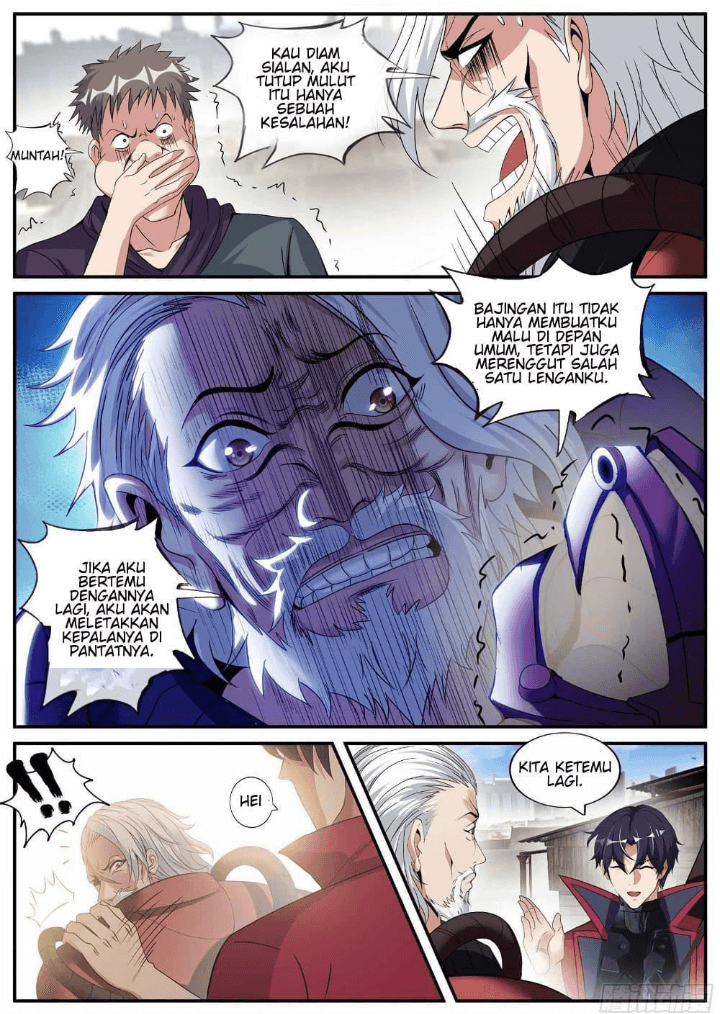 KAU DIAM
SIALAN, AKU
TUTUP MULUT
ITU HANYA
SEBUAH
KESALAHAN!
MUNTAH!
BAJINGAN ITU TIDAK
HANYA MEMBUATKU
MALU DI DEPAN
UMUM, TETAPI JUGA
MERENGGUT SALAH
SATU LENGANKU.
JIKA AKU
BERTEMU
DENGANNYA
LAGI, AKU AKAN
MELETAKKAN
KEPALANYA DI
PANTATNYA.
!!
HEI
KITA KETEMU
LAGI.